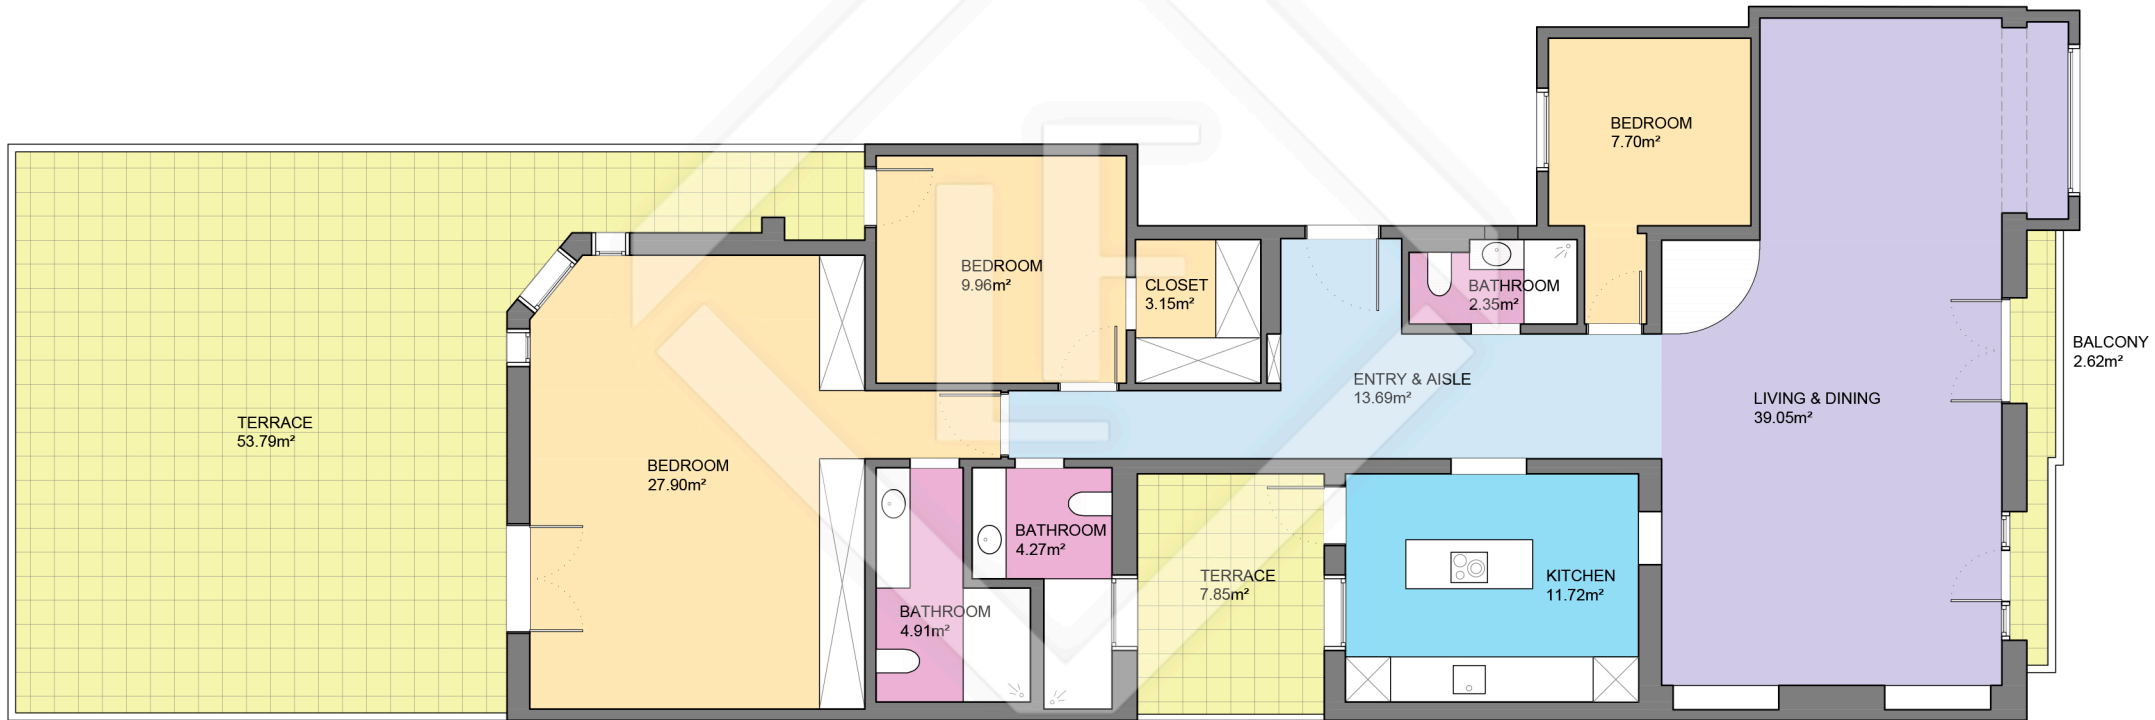 BEDROOM
7.70m²
BEDROOM
9.96m²
CLOSET
3.15m²
BATHROOM
2.35m²
BALCONY
2.62m²
ENTRY & AISLE
13.69m²
LIVING & DINING
39.05m²
TERRACE
53.79m²
BEDROOM
27.90m²
BATHROOM
4.27m²
TERRACE
7.85m²
KITCHEN
11.72m²
BATHROOM
4.91m²